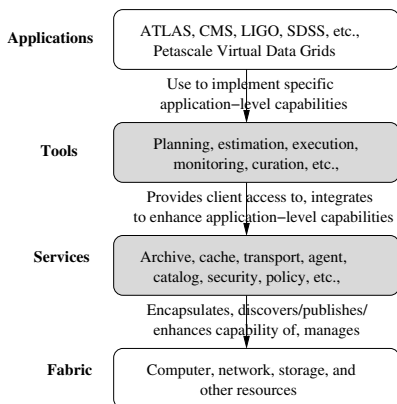 Applications
ATLAS, CMS, LIGO, SDSS, etc.,
Petascale Virtual Data Grids
Use to implement specific
application−level capabilities
Tools
Planning, estimation, execution,
monitoring, curation, etc.,
Provides client access to, integrates
to enhance application−level capabilities
Services
Archive, cache, transport, agent,
catalog, security, policy, etc.,
Encapsulates, discovers/publishes/
enhances capability of, manages
Fabric
Computer, network, storage, and
other resources